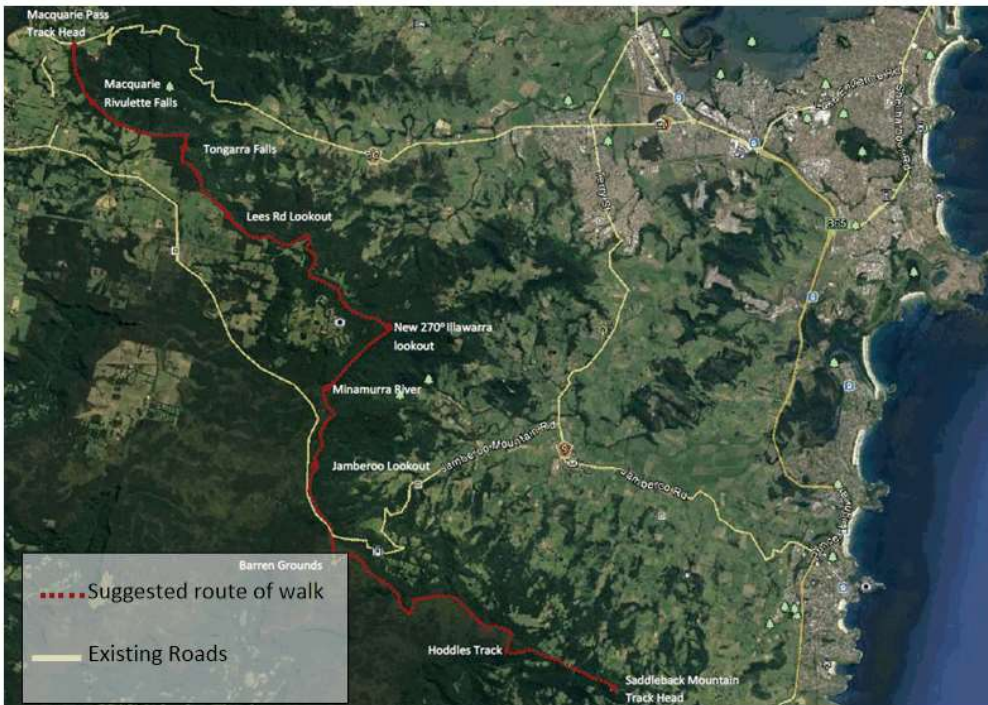 Macquarie Pass
Track Head
Macquarie
Rivulette Falls
Tongarra Falls
Lees Rd Lookout
New 270° Illawarra
lookout
Minamurra River
Jamberoo Lookout
Jamberoo Mountain Rd
Jamberoo Rd
Barren Grounds
Hoddles Track
Saddleback Mountain
Track Head
Suggested route of walk
Existing Roads